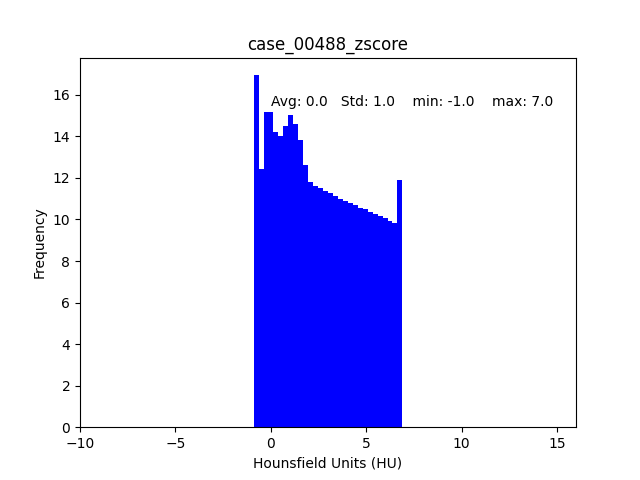 case_00488_zscore
Avg: 0.0 Std: 1.0 min: -1.0 max: 7.0
Frequency
16
14
12
10
8
6
4
2
0
−10 −5 0 5 10 15
Hounsfield Units (HU)